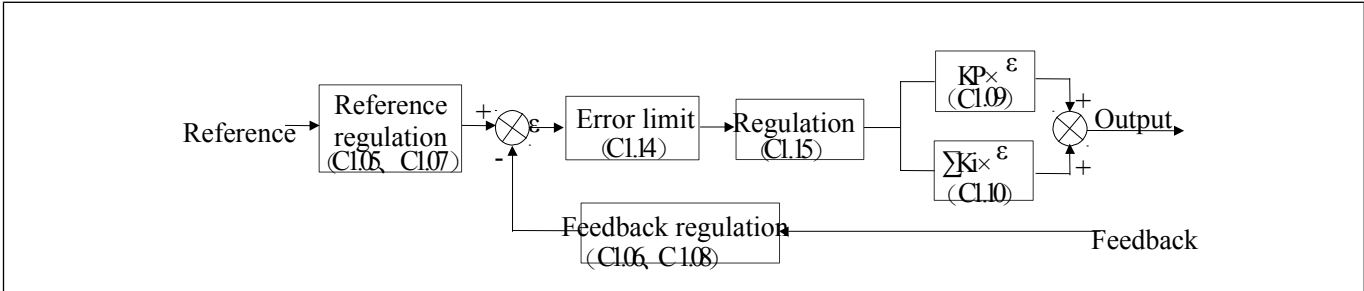 Reference
Reference
regulation
(C1.05、C1.07)
+
-
ε
Error limit
(C1.14)
Regulation
(C1.15)
KP× ε
(C1.09)
∑Ki× ε
(C1.10)
+
+
Output
Feedback regulation
(C1.06、C1.08)
Feedback